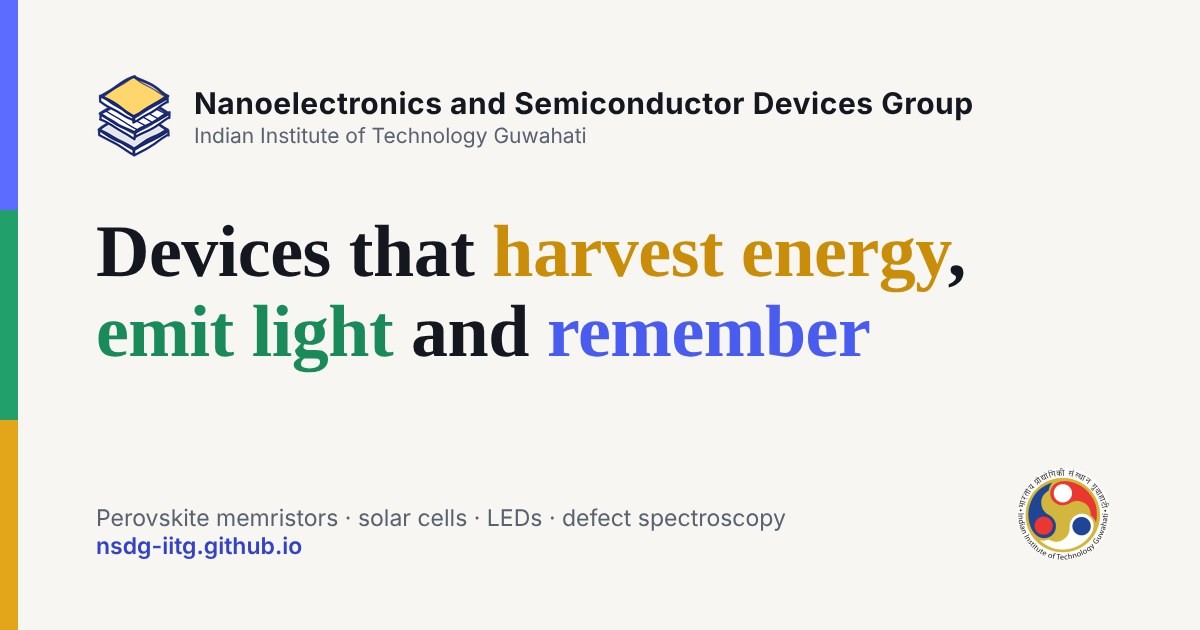 Nanoelectronics and Semiconductor Devices Group
Indian Institute of Technology Guwahati
Devices that harvest energy,
emit light and remember
Perovskite memristors · solar cells · LEDs · defect spectroscopy
nsdg-iitg.github.io
भारतीय प्रौद्योगिकी संस्थान गुवाहाटी
Indian Institute of Technology Guwahati